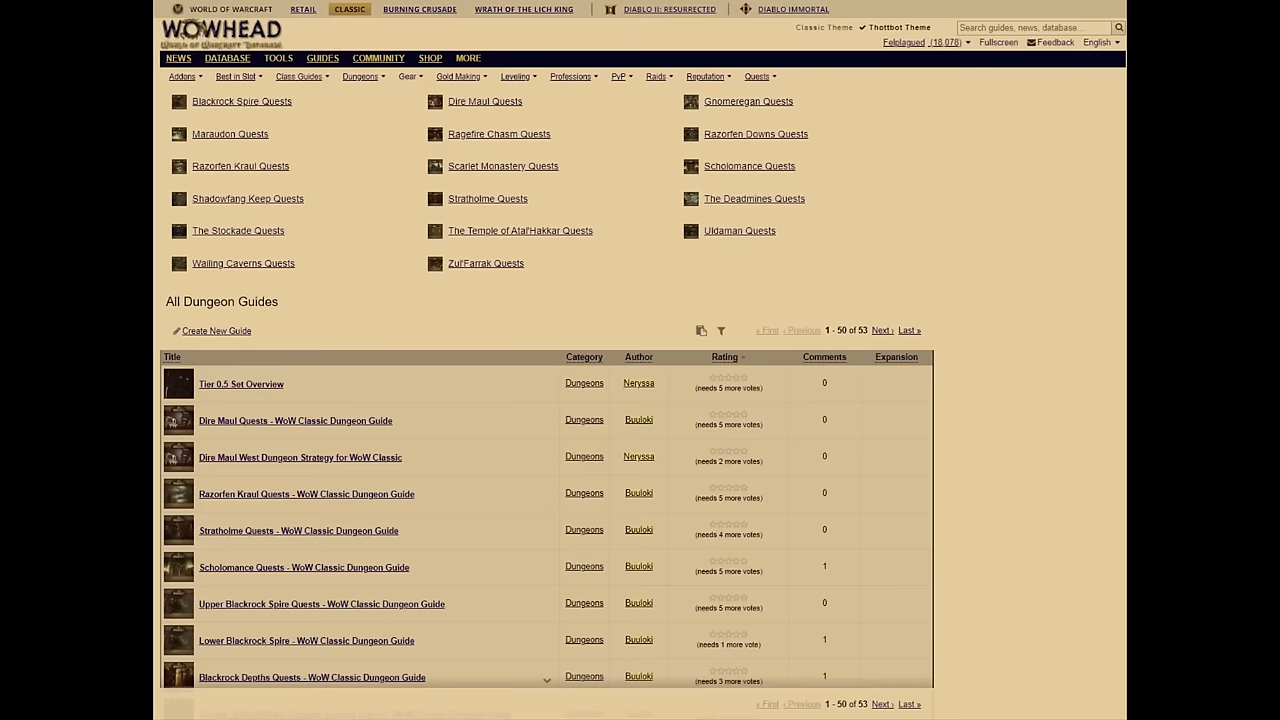 WORLD OF WARCRAFT RETAIL CLASSIC BURNING CRUSADE WRATH OF THE LICH KING DIABLO II: RESURRECTED DIABLO IMMORTAL
WOWHEAD
WORLD OF WARCRAFT DATABASE
Classic Theme ✓ Thottbot Theme Search guides, news, database...
Felplagued (18,078) Fullscreen Feedback English
NEWS DATABASE TOOLS GUIDES COMMUNITY SHOP MORE
Addons Best in Slot Class Guides Dungeons Gear Gold Making Leveling Professions PvP Raids Reputation Quests
Blackrock Spire Quests Dire Maul Quests Gnomeregan Quests
Maraudon Quests Ragefire Chasm Quests Razorfen Downs Quests
Razorfen Kraul Quests Scarlet Monastery Quests Scholomance Quests
Shadowfang Keep Quests Stratholme Quests The Deadmines Quests
The Stockade Quests The Temple of Atal'Hakkar Quests Uldaman Quests
Wailing Caverns Quests Zul'Farrak Quests
All Dungeon Guides
Create New Guide « First ‹ Previous 1 - 50 of 53 Next › Last »
Title Category Author Rating Comments Expansion
Tier 0.5 Set Overview Dungeons Neryssa (needs 5 more votes) 0
Dire Maul Quests - WoW Classic Dungeon Guide Dungeons Buuloki (needs 5 more votes) 0
Dire Maul West Dungeon Strategy for WoW Classic Dungeons Neryssa (needs 2 more votes) 0
Razorfen Kraul Quests - WoW Classic Dungeon Guide Dungeons Buuloki (needs 5 more votes) 0
Stratholme Quests - WoW Classic Dungeon Guide Dungeons Buuloki (needs 4 more votes) 0
Scholomance Quests - WoW Classic Dungeon Guide Dungeons Buuloki (needs 5 more votes) 1
Upper Blackrock Spire Quests - WoW Classic Dungeon Guide Dungeons Buuloki (needs 5 more votes) 0
Lower Blackrock Spire - WoW Classic Dungeon Guide Dungeons Buuloki (needs 1 more vote) 1
Blackrock Depths Quests - WoW Classic Dungeon Guide Dungeons Buuloki (needs 3 more votes) 1
« First ‹ Previous 1 - 50 of 53 Next › Last »